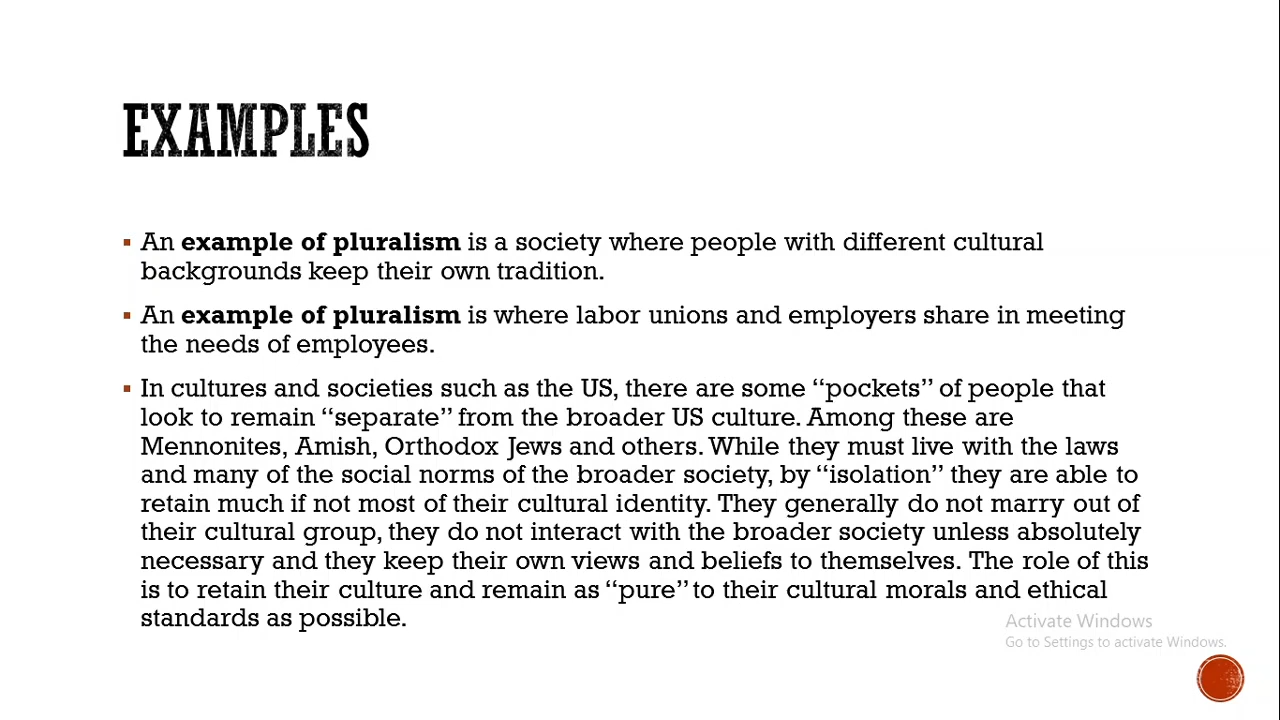 EXAMPLES
▪ An example of pluralism is a society where people with different cultural
backgrounds keep their own tradition.
▪ An example of pluralism is where labor unions and employers share in meeting
the needs of employees.
▪ In cultures and societies such as the US, there are some “pockets” of people that
look to remain “separate” from the broader US culture. Among these are
Mennonites, Amish, Orthodox Jews and others. While they must live with the laws
and many of the social norms of the broader society, by “isolation” they are able to
retain much if not most of their cultural identity. They generally do not marry out of
their cultural group, they do not interact with the broader society unless absolutely
necessary and they keep their own views and beliefs to themselves. The role of this
is to retain their culture and remain as “pure” to their cultural morals and ethical
standards as possible.
Activate Windows
Go to Settings to activate Windows.